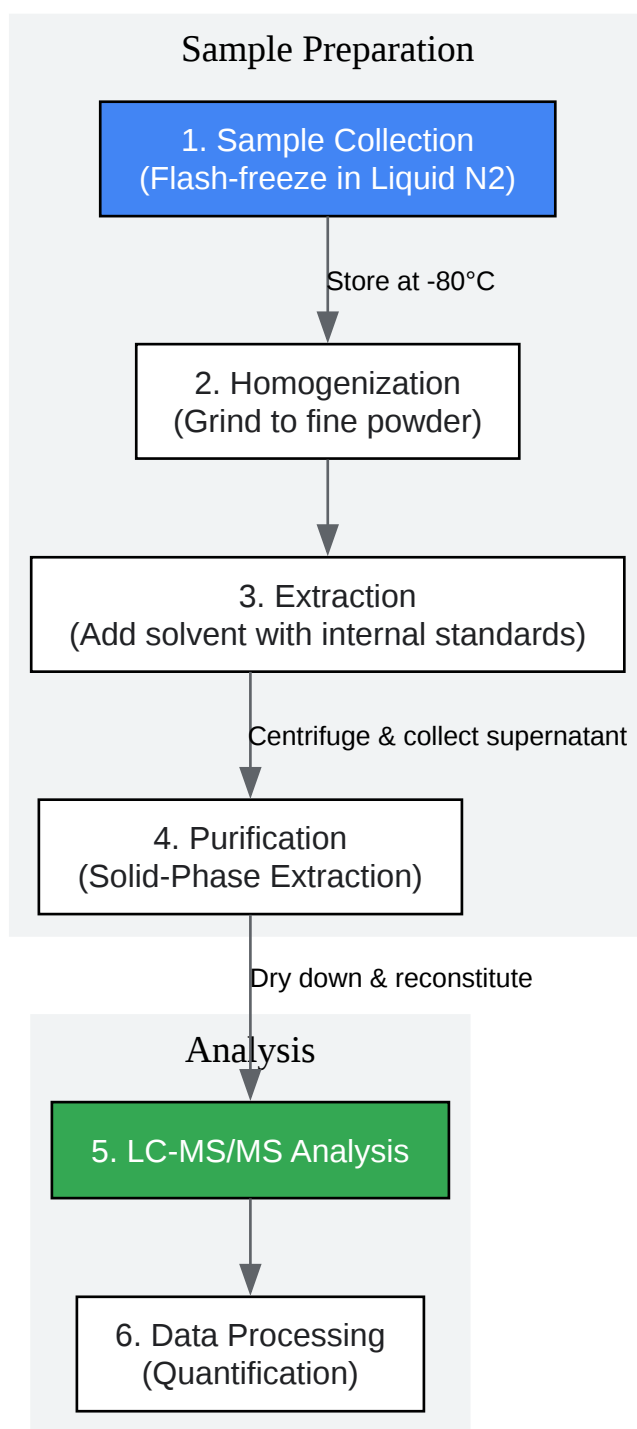 Sample Preparation
1. Sample Collection
(Flash-freeze in Liquid N2)
Store at -80°C
2. Homogenization
(Grind to fine powder)
3. Extraction
(Add solvent with internal standards)
Centrifuge & collect supernatant
4. Purification
(Solid-Phase Extraction)
Dry down & reconstitute
Analysis
5. LC-MS/MS Analysis
6. Data Processing
(Quantification)